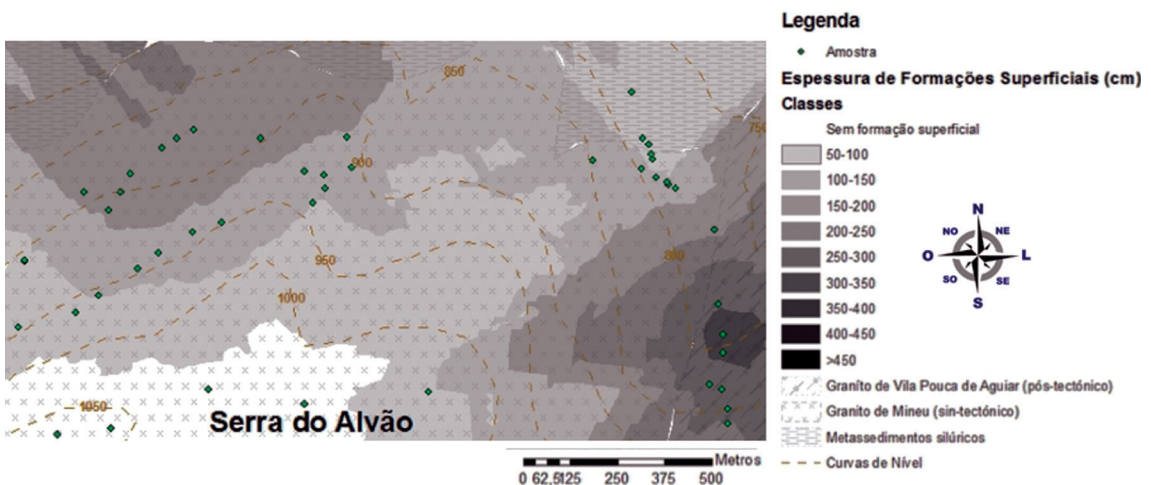 Legenda
Amostra
Espessura de Formações Superficiais (cm)
Classes
Sem formação superficial
50-100
100-150
150-200
200-250
250-300
300-350
350-400
400-450
>450
Granito de Vila Pouca de Aguiar (pós-tectónico)
Granito de Mineu (sin-tectónico)
Metassedimentos silúricos
Curvas de Nível
N
NO NE
O L
SO SE
S
850
750
900
800
950
1000
1050
Serra do Alvão
Metros
0 62,5125 250 375 500